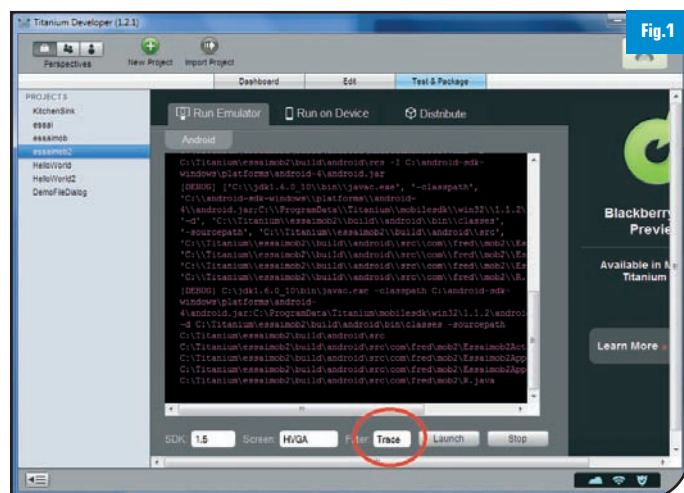 Titanium Developer (1.2.1)
Fig.1
Perspectives
New Project
Import Project
Dashboard
Edit
Test & Package
PROJECTS
KitchenSink
essai
essaimob
essaimob2
HelloWorld
HelloWorld2
DemoFileDialog
Run Emulator
Run on Device
Distribute
Android
C:\Titanium\essaimob2\build\android\res -I C:\android-sdk-
windows\platforms\android-4\android.jar
[DEBUG] ['C:\\jdk1.6.0_10\\bin\\javac.exe', '-classpath',
'C:\\android-sdk-windows\\platforms\\android-
4\\android.jar;C:\\ProgramData\\Titanium\\mobilesdk\\win32\\1.1.2\
'-d', 'C:\\Titanium\\essaimob2\\build\\android\\bin\\classes',
'-sourcepath', 'C:\\Titanium\\essaimob2\\build\\android\\src',
'C:\\Titanium\\essaimob2\\build\\android\\src\\com\\fred\\mob2\\Es
'C:\\Titanium\\essaimob2\\build\\android\\src\\com\\fred\\mob2\\Es
'C:\\Titanium\\essaimob2\\build\\android\\src\\com\\fred\\mob2\\Es
'C:\\Titanium\\essaimob2\\build\\android\\src\\com\\fred\\mob2\\R.
[DEBUG] C:\jdk1.6.0_10\bin\javac.exe -classpath C:\android-sdk-
windows\platforms\android-
4\android.jar;C:\ProgramData\Titanium\mobilesdk\win32\1.1.2\androi
-d C:\Titanium\essaimob2\build\android\bin\classes -sourcepath
C:\Titanium\essaimob2\build\android\src
C:\Titanium\essaimob2\build\android\src\com\fred\mob2\Essaimob2Act
C:\Titanium\essaimob2\build\android\src\com\fred\mob2\Essaimob2App
C:\Titanium\essaimob2\build\android\src\com\fred\mob2\Essaimob2App
C:\Titanium\essaimob2\build\android\src\com\fred\mob2\R.java
Blackberry
Previe
Available in
Titanium
Learn More
SDK: 1.5
Screen: HVGA
Filter: Trace
Launch
Stop